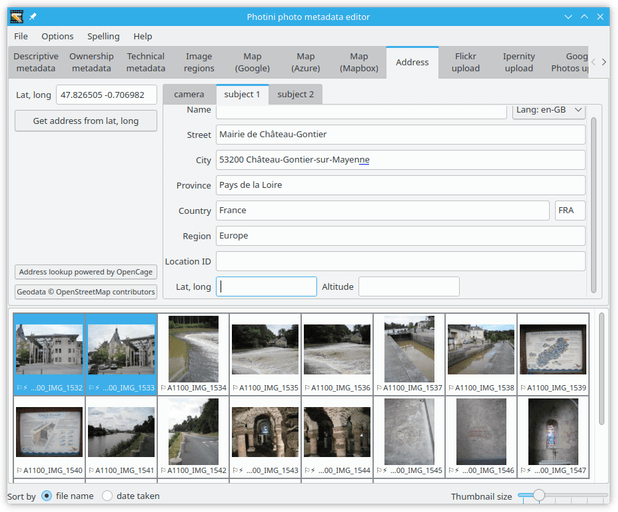 Photini photo metadata editor
File Options Spelling Help
Descriptive metadata
Ownership metadata
Technical metadata
Image regions
Map (Google)
Map (Azure)
Map (Mapbox)
Address
Flickr upload
Ipernity upload
Goog
Photos u
Lat, long 47.826505 -0.706982
Get address from lat, long
camera subject 1 subject 2
Name Lang: en-GB
Street Mairie de Château-Gontier
City 53200 Château-Gontier-sur-Mayenne
Province Pays de la Loire
Country France FRA
Region Europe
Location ID
Lat, long Altitude
Address lookup powered by OpenCage
Geodata © OpenStreetMap contributors
...00_IMG_1532 ...00_IMG_1533 A1100_IMG_1534 A1100_IMG_1535 A1100_IMG_1536 A1100_IMG_1537 A1100_IMG_1538 A1100_IMG_1539
A1100_IMG_1540 A1100_IMG_1541 A1100_IMG_1542 ...00_IMG_1543 ...00_IMG_1544 ...00_IMG_1545 ...00_IMG_1546 ...00_IMG_1547
Sort by file name date taken Thumbnail size